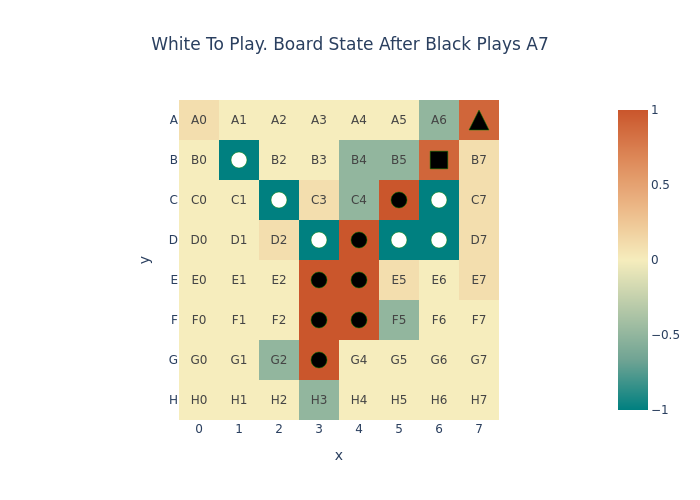 White To Play. Board State After Black Plays A7
A A0 A1 A2 A3 A4 A5 A6
B B0 B2 B3 B4 B5 B7
C C0 C1 C3 C4 C7
D D0 D1 D2 D7
E E0 E1 E2 E5 E6 E7
F F0 F1 F2 F5 F6 F7
G G0 G1 G2 G4 G5 G6 G7
H H0 H1 H2 H3 H4 H5 H6 H7
0 1 2 3 4 5 6 7
x
y
1
0.5
0
−0.5
−1